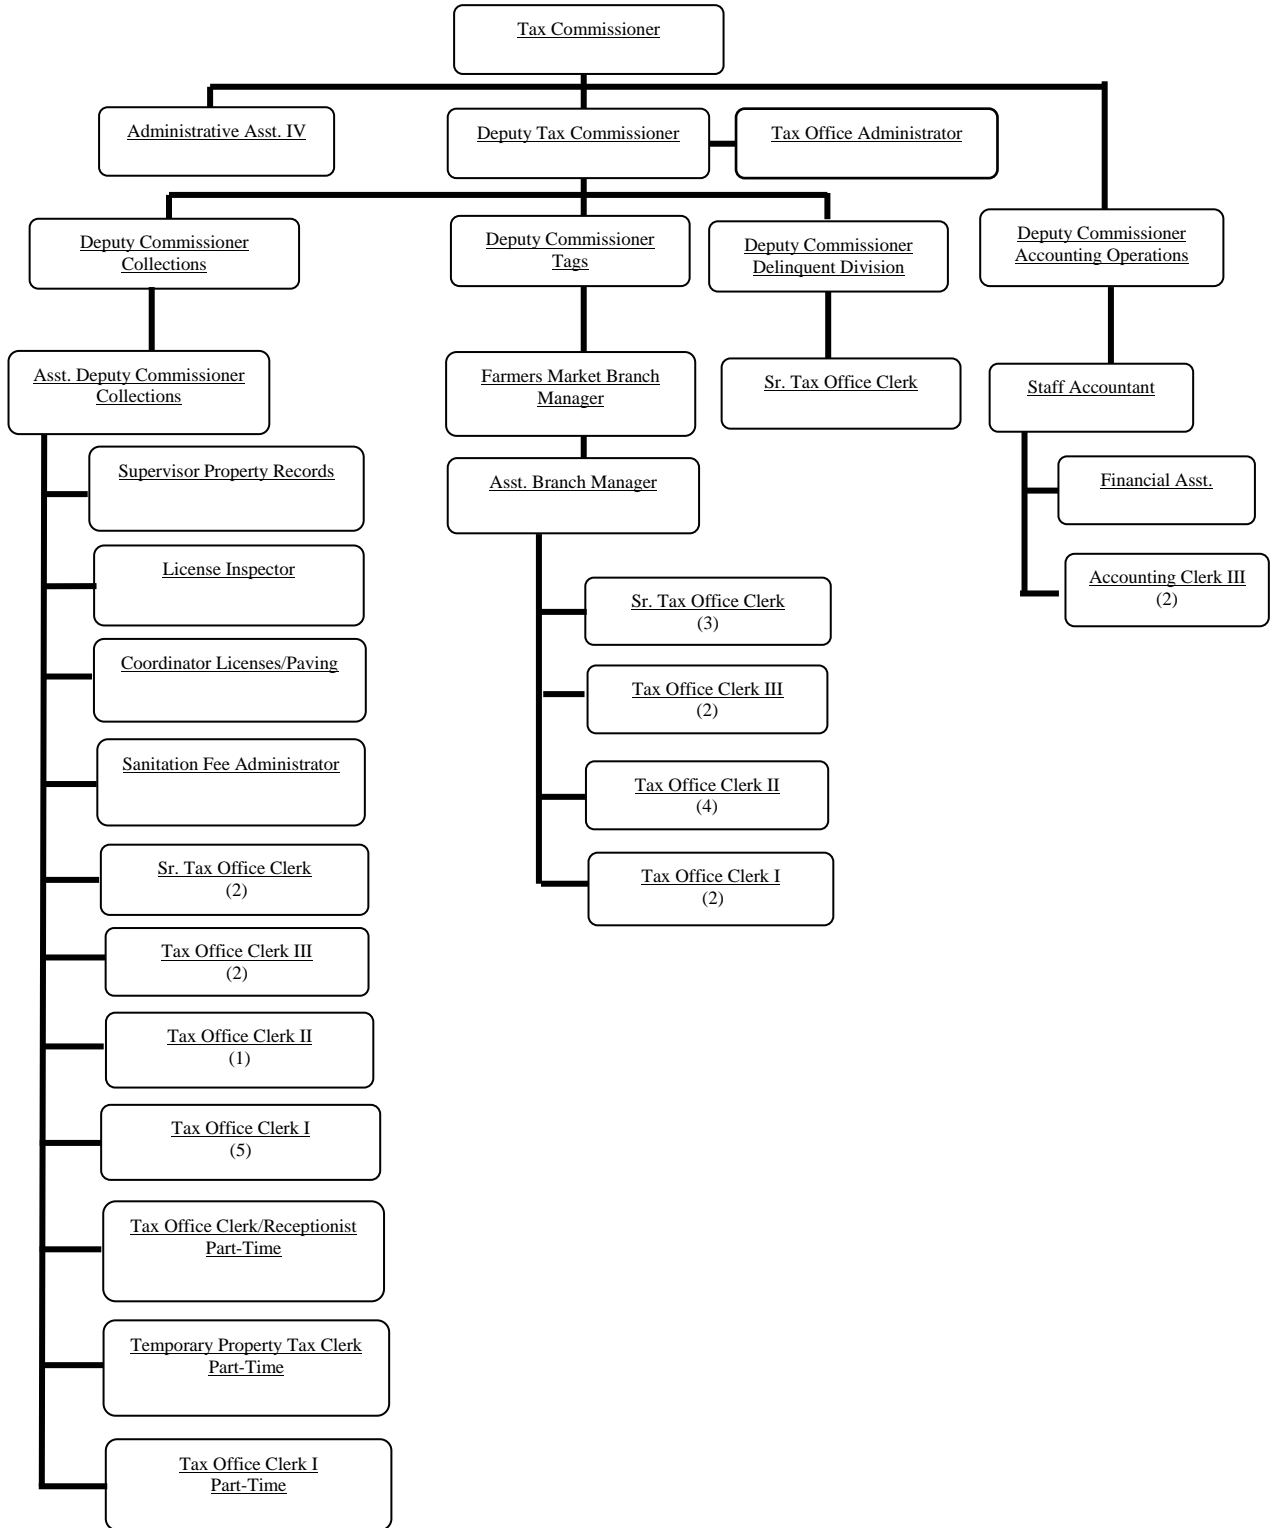 Tax Commissioner
Administrative Asst. IV
Deputy Tax Commissioner
Tax Office Administrator
Deputy Commissioner
Collections
Deputy Commissioner
Tags
Deputy Commissioner
Delinquent Division
Deputy Commissioner
Accounting Operations
Asst. Deputy Commissioner
Collections
Farmers Market Branch
Manager
Sr. Tax Office Clerk
Staff Accountant
Supervisor Property Records
License Inspector
Coordinator Licenses/Paving
Sanitation Fee Administrator
Sr. Tax Office Clerk
(2)
Tax Office Clerk III
(2)
Tax Office Clerk II
(1)
Tax Office Clerk I
(5)
Tax Office Clerk/Receptionist
Part-Time
Temporary Property Tax Clerk
Part-Time
Tax Office Clerk I
Part-Time
Asst. Branch Manager
Sr. Tax Office Clerk
(3)
Tax Office Clerk III
(2)
Tax Office Clerk II
(4)
Tax Office Clerk I
(2)
Financial Asst.
Accounting Clerk III
(2)